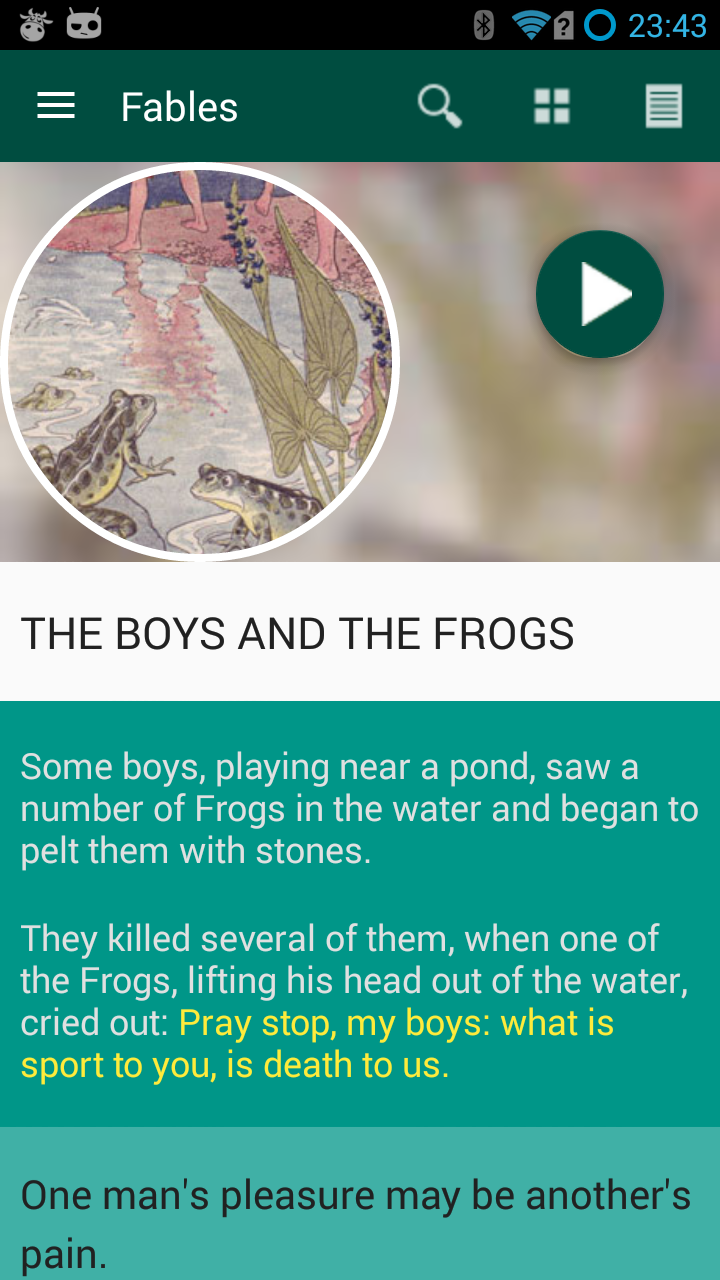 23:43
Fables
THE BOYS AND THE FROGS
Some boys, playing near a pond, saw a
number of Frogs in the water and began to
pelt them with stones.
They killed several of them, when one of
the Frogs, lifting his head out of the water,
cried out: Pray stop, my boys: what is
sport to you, is death to us.
One man's pleasure may be another's
pain.